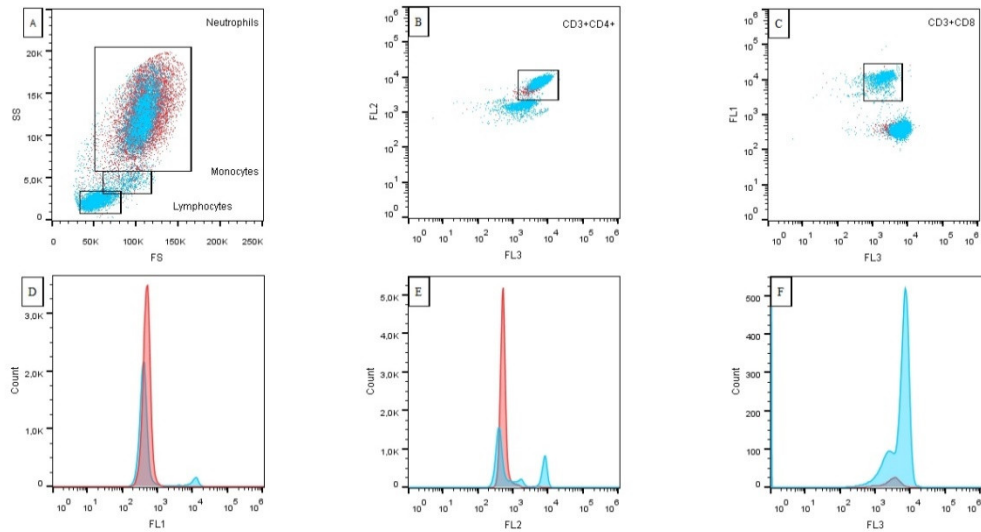 A
Neutrophils
20K
15K
10K
5,0K
0
SS
Monocytes
Lymphocytes
0 50K 100K 150K 200K 250K
FS
B
CD3+CD4+
10^6
10^5
10^4
10^3
10^2
10^1
10^0
FL2
10^0 10^1 10^2 10^3 10^4 10^5 10^6
FL3
C
CD3+CD8
10^6
10^5
10^4
10^3
10^2
10^1
10^0
FL1
10^0 10^1 10^2 10^3 10^4 10^5 10^6
FL3
D
3,0K
2,0K
1,0K
0
Count
10^0 10^1 10^2 10^3 10^4 10^5 10^6
FL1
E
5,0K
4,0K
3,0K
2,0K
1,0K
0
Count
10^0 10^1 10^2 10^3 10^4 10^5 10^6
FL2
F
500
400
300
200
100
0
Count
10^0 10^1 10^2 10^3 10^4 10^5 10^6
FL3